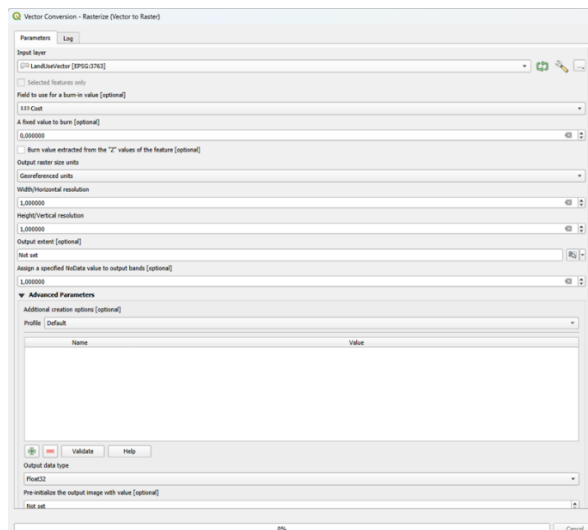 Vector Conversion - Rasterize (Vector to Raster)
Parameters Log
Input layer
LandUseVector [EPSG:3763]
Selected features only
Field to use for a burn-in value [optional]
1.2 Cost
A fixed value to burn [optional]
0,000000
Burn value extracted from the "Z" values of the feature [optional]
Output raster size units
Georeferenced units
Width/Horizontal resolution
1,000000
Height/Vertical resolution
1,000000
Output extent [optional]
Not set
Assign a specified NoData value to output bands [optional]
1,000000
Advanced Parameters
Additional creation options [optional]
Profile Default
Name Value
Validate Help
Output data type
Float32
Pre-initialize the output image with value [optional]
Not set
0% Cancel